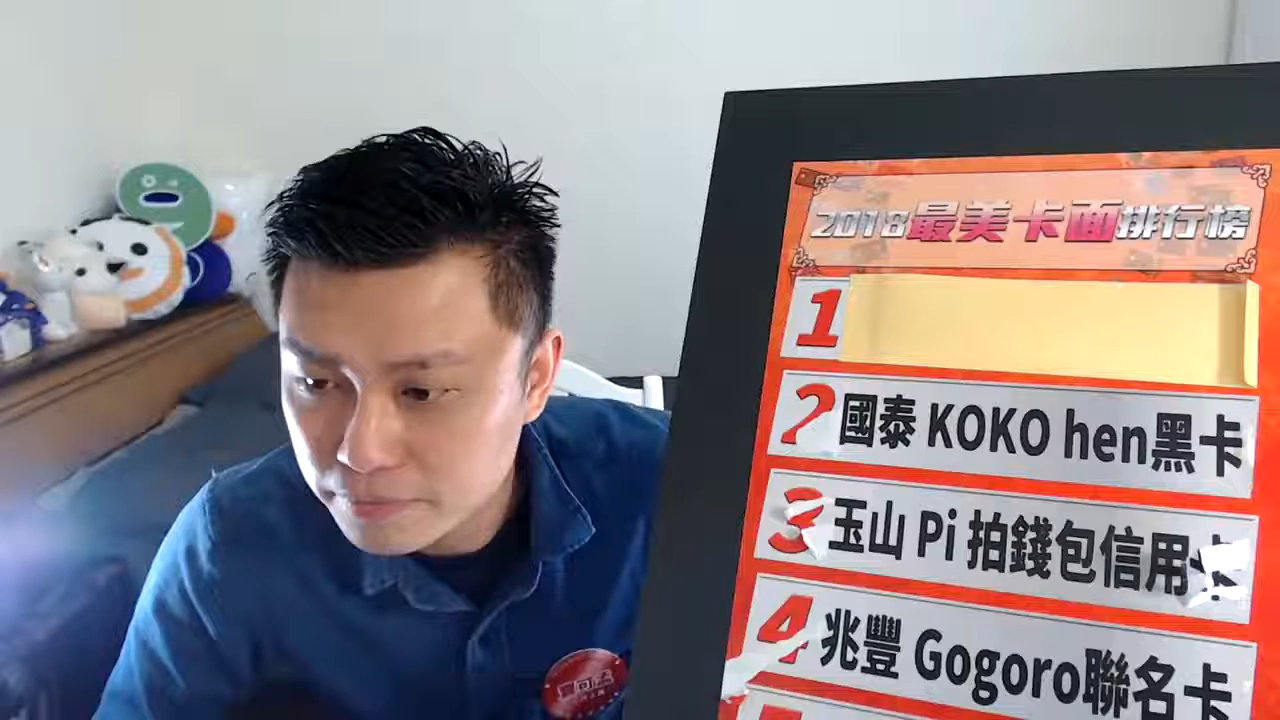 2018最美卡面排行榜
1
2 國泰 KOKO hen黑卡
3 玉山 Pi 拍錢包信用卡
4 兆豐 Gogoro聯名卡